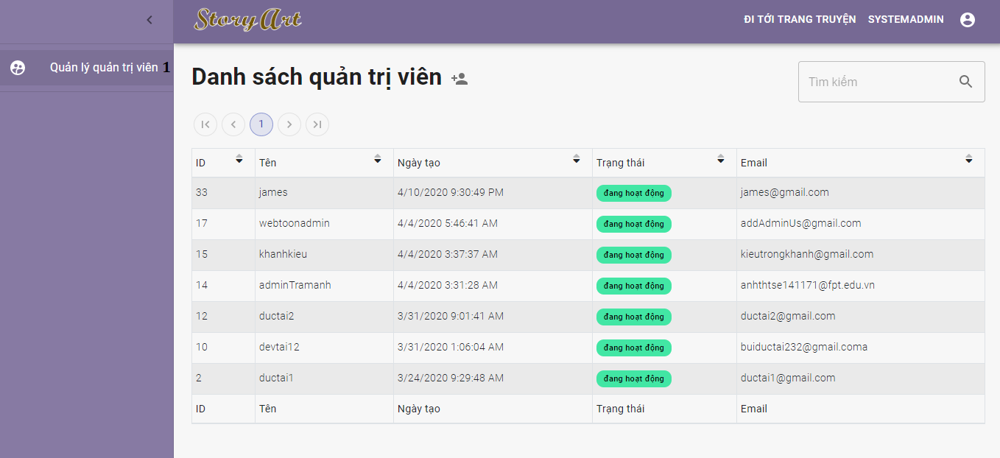 Story Art
ĐI TỚI TRANG TRUYỆN SYSTEMADMIN
Quản lý quản trị viên 1
Danh sách quản trị viên
Tìm kiếm
1
ID Tên Ngày tạo Trạng thái Email
33 james 4/10/2020 9:30:49 PM đang hoạt động james@gmail.com
17 webtoonadmin 4/4/2020 5:46:41 AM đang hoạt động addAdminUs@gmail.com
15 khanhkieu 4/4/2020 3:37:37 AM đang hoạt động kieutrongkhanh@gmail.com
14 adminTramanh 4/4/2020 3:31:28 AM đang hoạt động anhthtse141171@fpt.edu.vn
12 ductai2 3/31/2020 9:01:41 AM đang hoạt động ductai2@gmail.com
10 devtai12 3/31/2020 1:06:04 AM đang hoạt động buiductai232@gmail.coma
2 ductai1 3/24/2020 9:29:48 AM đang hoạt động ductai1@gmail.com
ID Tên Ngày tạo Trạng thái Email